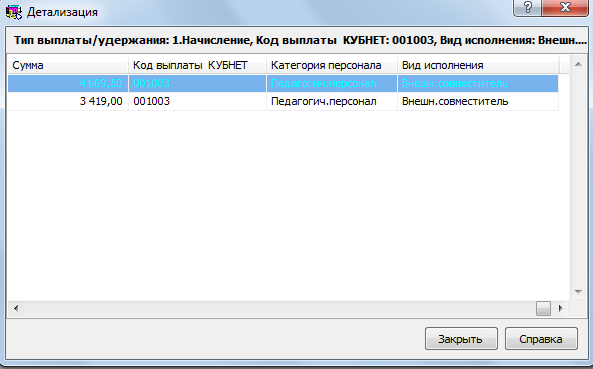 Детализация
Тип выплаты/удержания: 1.Начисление, Код выплаты КУБНЕТ: 001003, Вид исполнения: Внешн....
Сумма Код выплаты КУБНЕТ Категория персонала Вид исполнения
4 669,50 001003 Педагогич.персонал Внешн.совместитель
3 419,00 001003 Педагогич.персонал Внешн.совместитель
Закрыть Справка